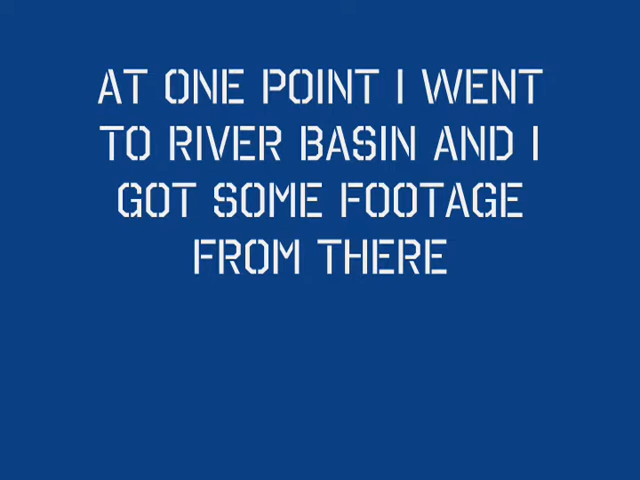 AT ONE POINT I WENT
TO RIVER BASIN AND I
GOT SOME FOOTAGE
FROM THERE